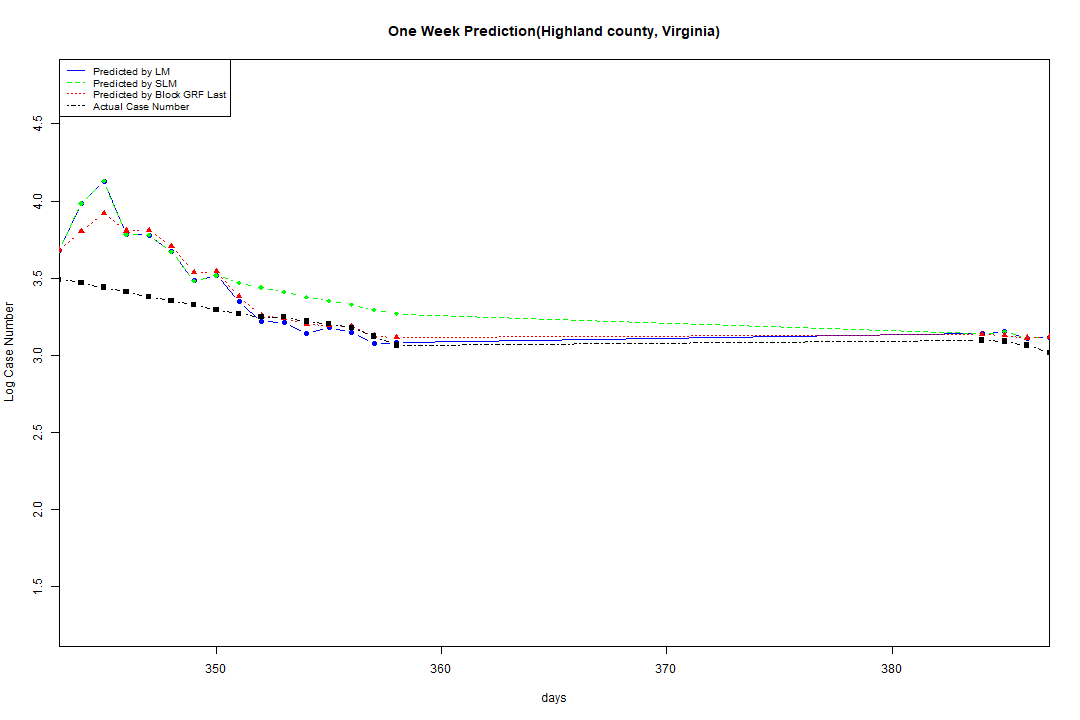 One Week Prediction(Highland county, Virginia)
Predicted by LM
Predicted by SLM
Predicted by Block GRF Last
Actual Case Number
Log Case Number
4.5
4.0
3.5
3.0
2.5
2.0
1.5
350 360 370 380
days